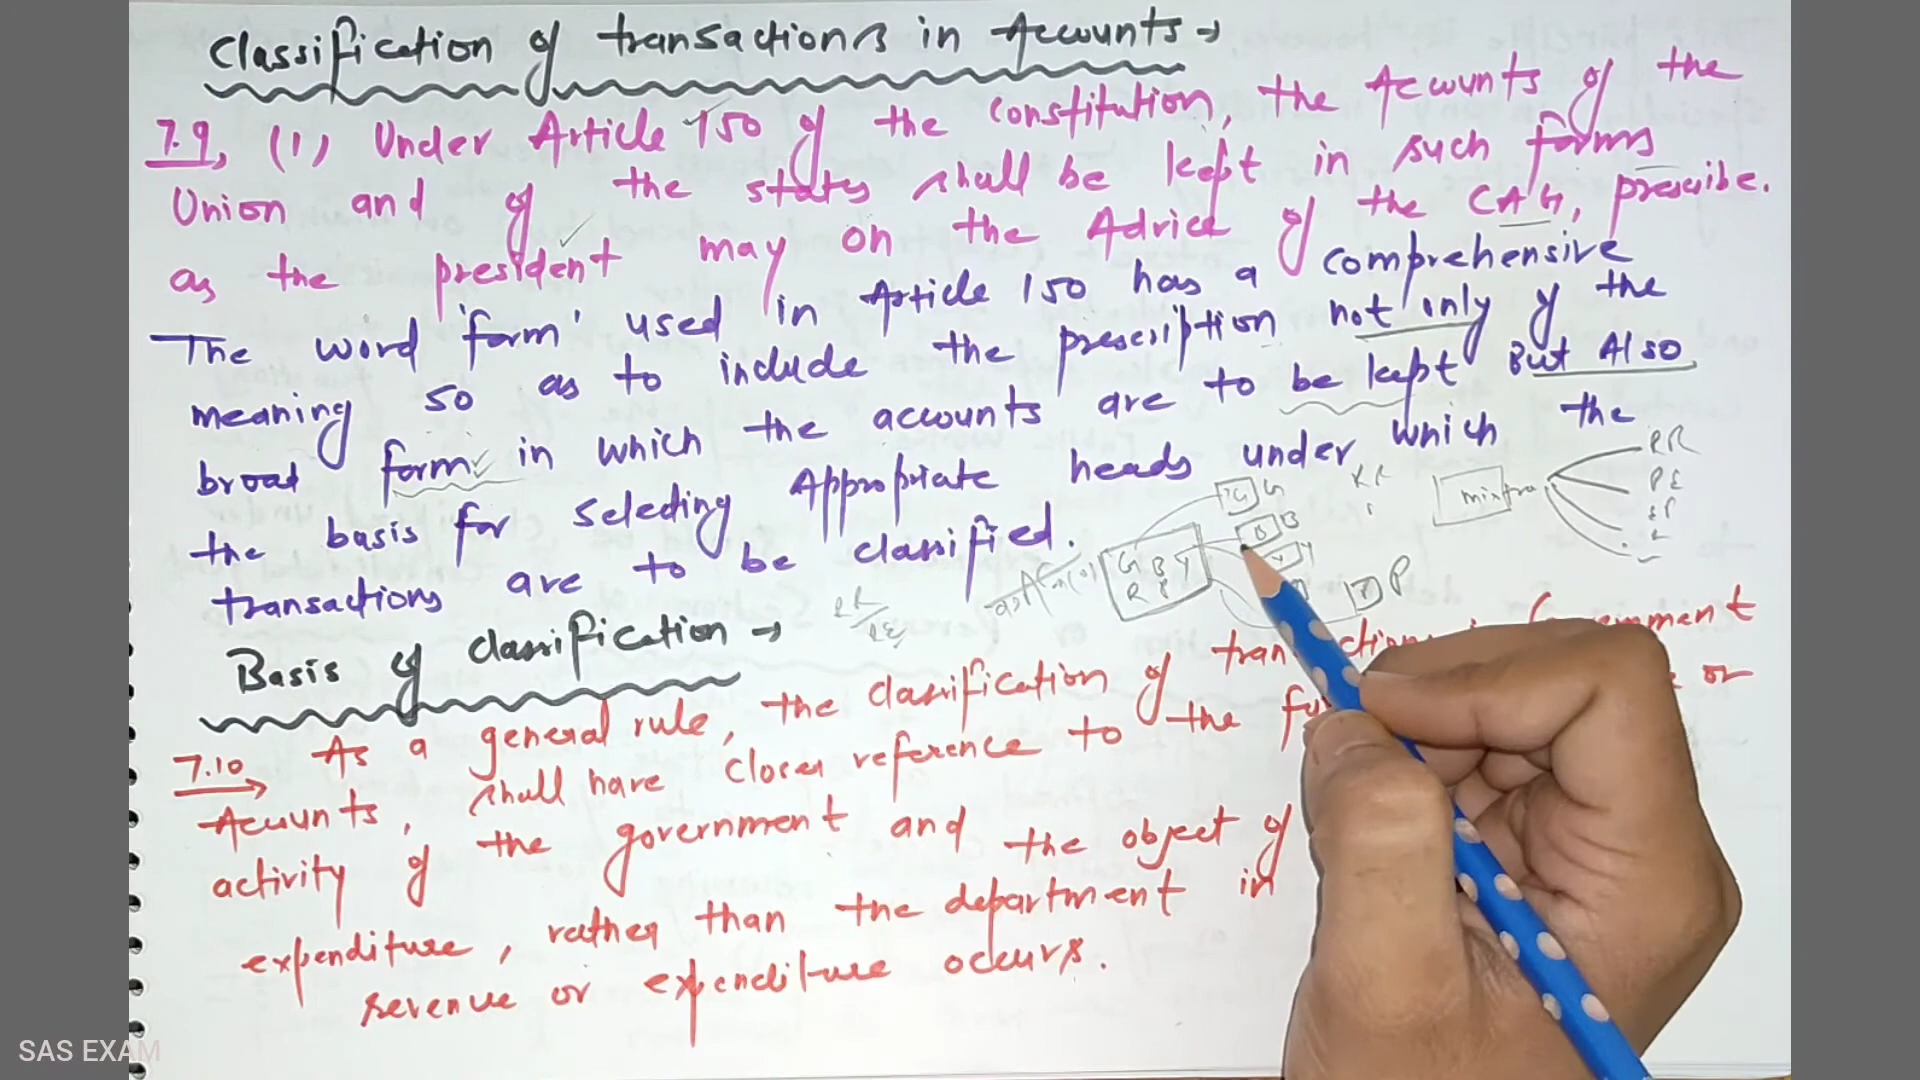 Classification of transactions in Accounts →
7.9, (1) Under Article 150 of the constitution, the Accounts of the
Union and of the states shall be kept in such forms
as the president may on the Advice of the CAG, prescribe.
The word 'form' used in Article 150 has a comprehensive
meaning so as to include the prescription not only of the
broad form in which the accounts are to be kept But Also
the basis for selecting Appropriate heads under which the
transactions are to be classified.
RR
PE
G B Y
R P
G
B
Y
P
RR
RE
Basis of classification →
7.10 As a general rule, the classification of
Accounts, shall have closer reference to the
activity of the government and the object of
expenditure, rather than the department in
revenue or expenditure occurs.
SAS EXAM